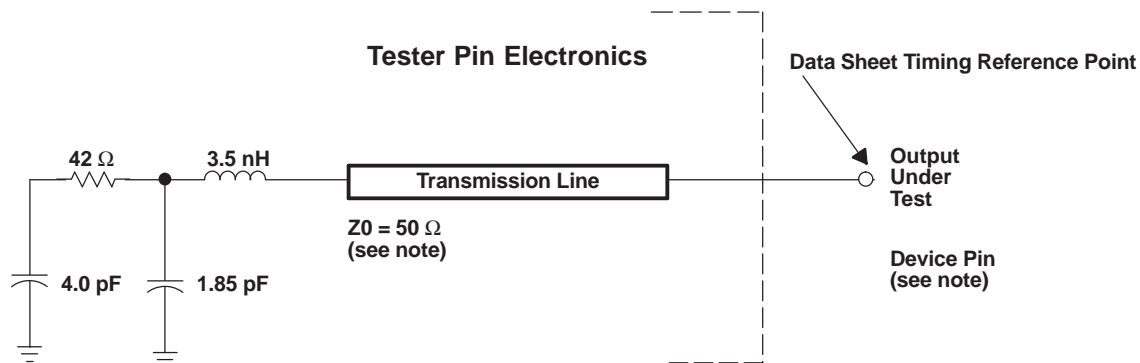 Tester Pin Electronics
Data Sheet Timing Reference Point
42 Ω
3.5 nH
Transmission Line
Output
Under
Test
Z0 = 50 Ω
(see note)
Device Pin
(see note)
4.0 pF
1.85 pF